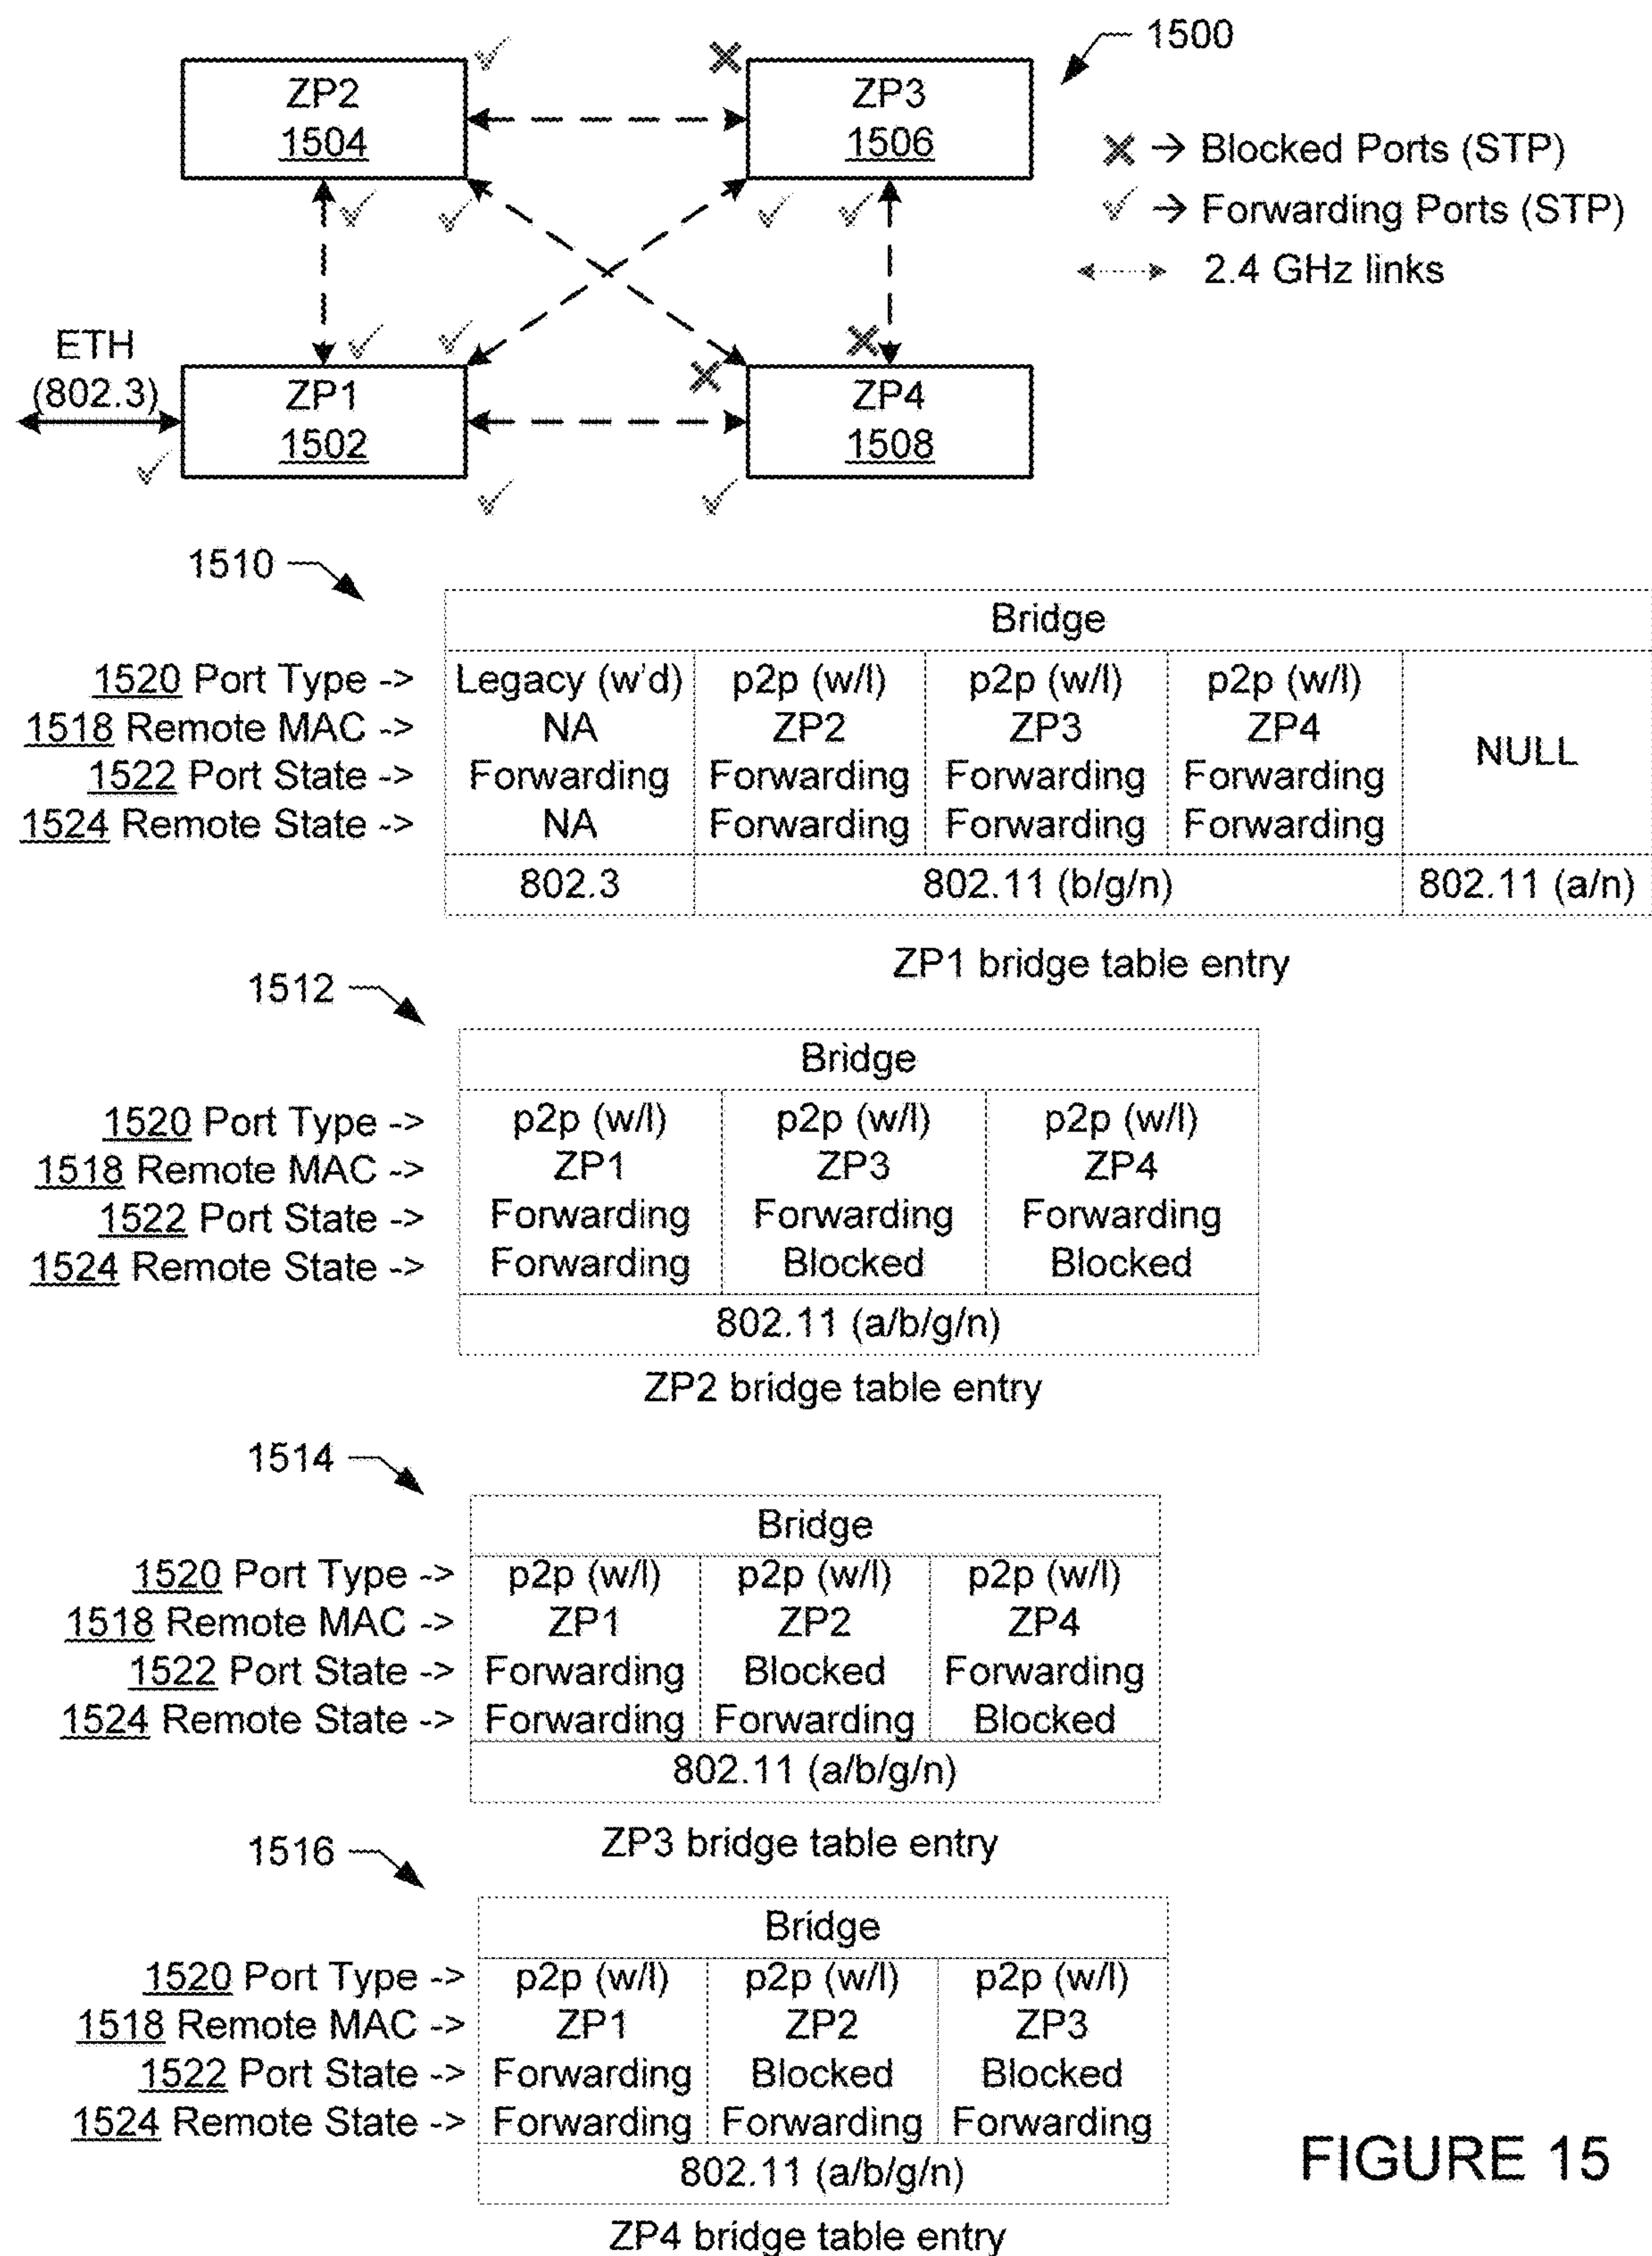 1500
ZP2
1504
ZP3
1506
✕ → Blocked Ports (STP)
✓ → Forwarding Ports (STP)
2.4 GHz links
ETH
(802.3)
ZP1
1502
ZP4
1508
1510
Bridge
1520 Port Type -> Legacy (w'd) p2p (w/l) p2p (w/l) p2p (w/l)
1518 Remote MAC -> NA ZP2 ZP3 ZP4 NULL
1522 Port State -> Forwarding Forwarding Forwarding Forwarding
1524 Remote State -> NA Forwarding Forwarding Forwarding
802.3 802.11 (b/g/n) 802.11 (a/n)
ZP1 bridge table entry
1512
Bridge
1520 Port Type -> p2p (w/l) p2p (w/l) p2p (w/l)
1518 Remote MAC -> ZP1 ZP3 ZP4
1522 Port State -> Forwarding Forwarding Forwarding
1524 Remote State -> Forwarding Blocked Blocked
802.11 (a/b/g/n)
ZP2 bridge table entry
1514
Bridge
1520 Port Type -> p2p (w/l) p2p (w/l) p2p (w/l)
1518 Remote MAC -> ZP1 ZP2 ZP4
1522 Port State -> Forwarding Blocked Forwarding
1524 Remote State -> Forwarding Forwarding Blocked
802.11 (a/b/g/n)
ZP3 bridge table entry
1516
Bridge
1520 Port Type -> p2p (w/l) p2p (w/l) p2p (w/l)
1518 Remote MAC -> ZP1 ZP2 ZP3
1522 Port State -> Forwarding Blocked Blocked
1524 Remote State -> Forwarding Forwarding Forwarding
802.11 (a/b/g/n)
ZP4 bridge table entry
FIGURE 15